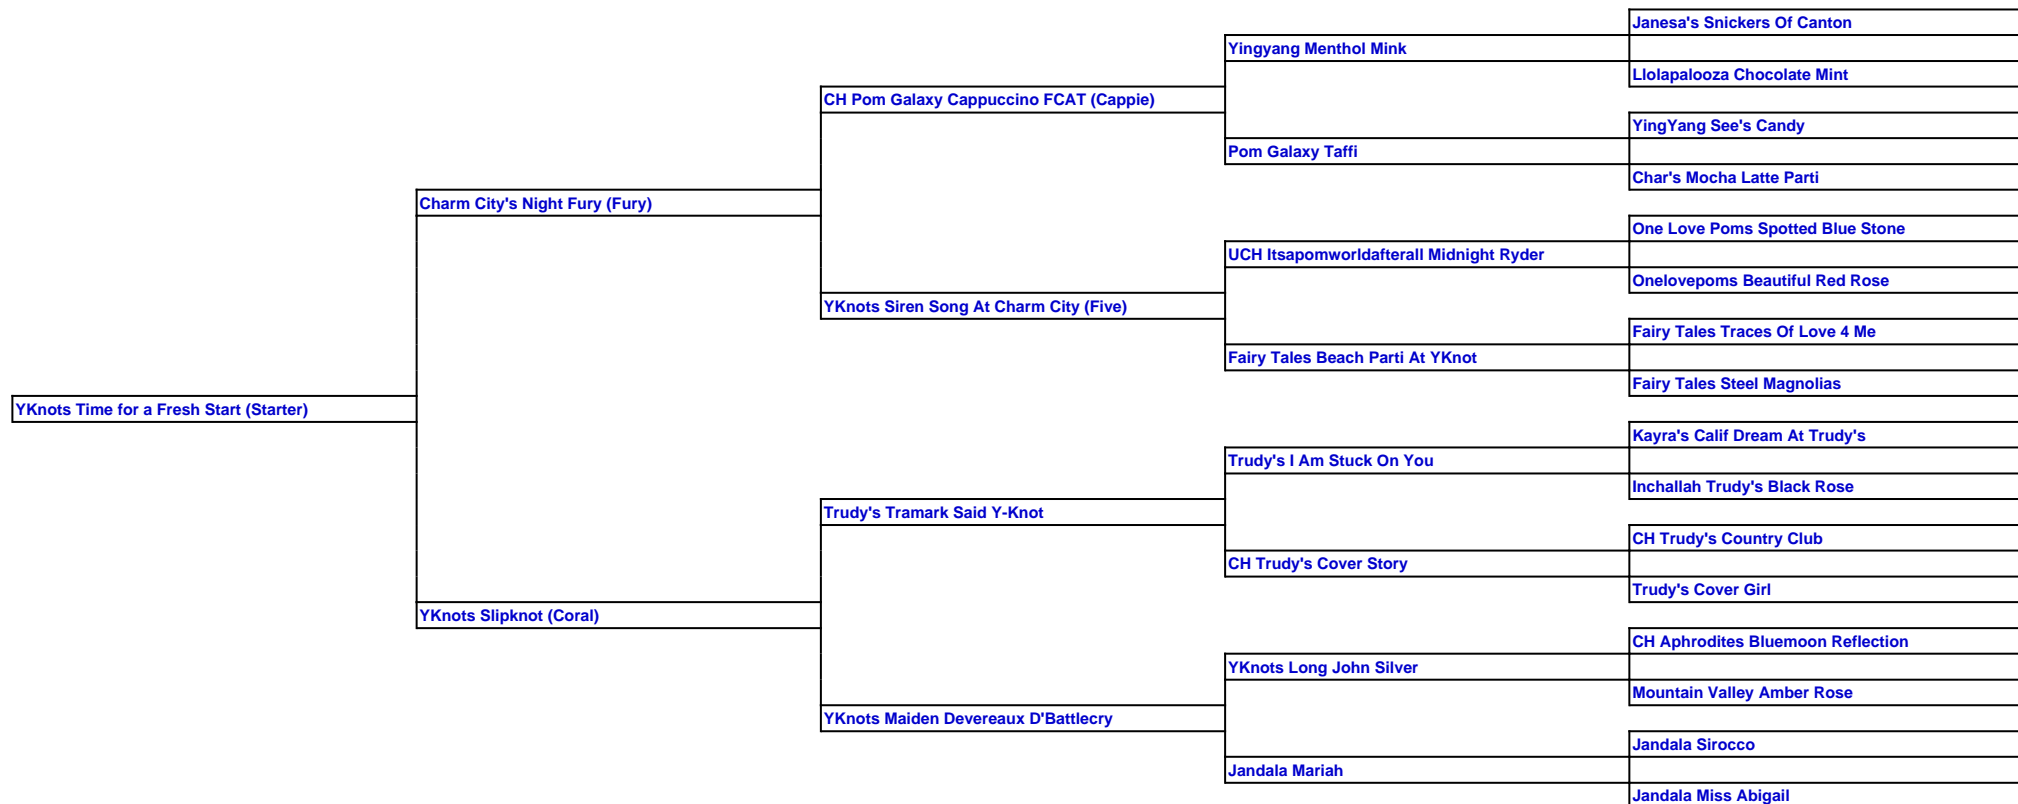 Janesa's Snickers Of Canton
Yingyang Menthol Mink
Llolapalooza Chocolate Mint
CH Pom Galaxy Cappuccino FCAT (Cappie)
YingYang See's Candy
Pom Galaxy Taffi
Char's Mocha Latte Parti
Charm City's Night Fury (Fury)
One Love Poms Spotted Blue Stone
UCH Itsapomworldafterall Midnight Ryder
Onelovepoms Beautiful Red Rose
YKnots Siren Song At Charm City (Five)
Fairy Tales Traces Of Love 4 Me
Fairy Tales Beach Parti At YKnot
Fairy Tales Steel Magnolias
YKnots Time for a Fresh Start (Starter)
Kayra's Calif Dream At Trudy's
Trudy's I Am Stuck On You
Inchallah Trudy's Black Rose
Trudy's Tramark Said Y-Knot
CH Trudy's Country Club
CH Trudy's Cover Story
Trudy's Cover Girl
YKnots Slipknot (Coral)
CH Aphrodites Bluemoon Reflection
YKnots Long John Silver
Mountain Valley Amber Rose
YKnots Maiden Devereaux D'Battlecry
Jandala Sirocco
Jandala Mariah
Jandala Miss Abigail